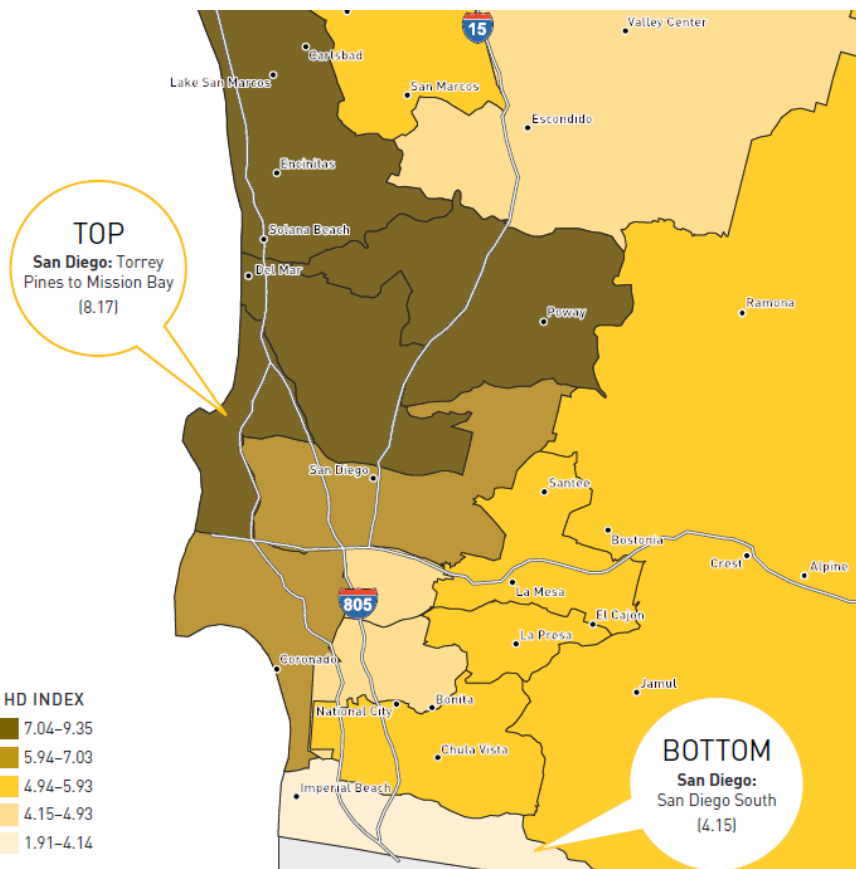 15
Valley Center
Carlsbad
Lake San Marcos
San Marcos
Escondido
Encinitas
TOP
San Diego: Torrey
Pines to Mission Bay
(8.17)
Solana Beach
Del Mar
Ramona
Poway
San Diego
Santee
Bostonia
Crest
Alpine
La Mesa
805
El Cajon
La Presa
Coronado
Jamul
HD INDEX
7.04–9.35
5.94–7.03
4.94–5.93
4.15–4.93
1.91–4.14
National City
Bonita
Chula Vista
Imperial Beach
BOTTOM
San Diego:
San Diego South
(4.15)